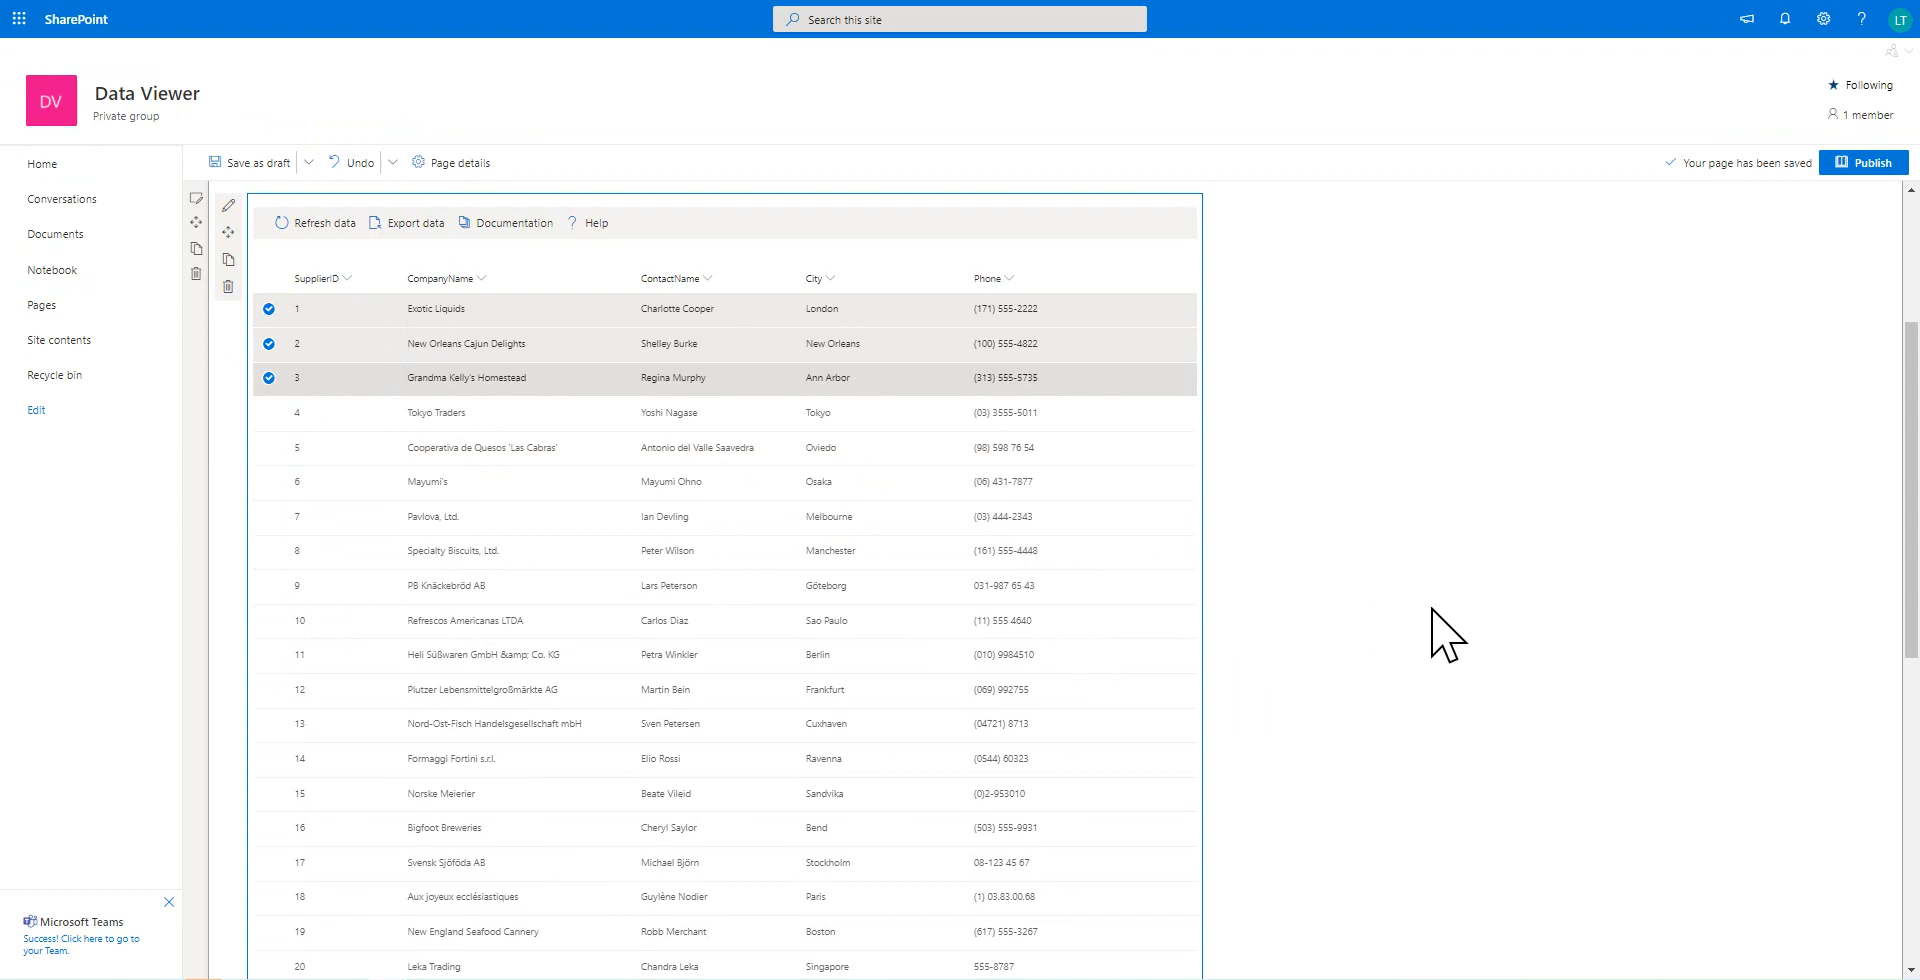 SharePoint
Search this site
?
LT
DV
Data Viewer
Private group
Following
1 member
Home
Conversations
Documents
Notebook
Pages
Site contents
Recycle bin
Edit
Save as draft
Undo
Page details
Your page has been saved
Publish
Refresh data
Export data
Documentation
? Help
SupplierID CompanyName ContactName City Phone
1 Exotic Liquids Charlotte Cooper London (171) 555-2222
2 New Orleans Cajun Delights Shelley Burke New Orleans (100) 555-4822
3 Grandma Kelly's Homestead Regina Murphy Ann Arbor (313) 555-5735
4 Tokyo Traders Yoshi Nagase Tokyo (03) 3555-5011
5 Cooperativa de Quesos 'Las Cabras' Antonio del Valle Saavedra Oviedo (98) 598 76 54
6 Mayumi's Mayumi Ohno Osaka (06) 431-7877
7 Pavlova, Ltd. Ian Devling Melbourne (03) 444-2343
8 Specialty Biscuits, Ltd. Peter Wilson Manchester (161) 555-4448
9 PB Knäckebröd AB Lars Peterson Göteborg 031-987 65 43
10 Refrescos Americanas LTDA Carlos Diaz Sao Paulo (11) 555 4640
11 Heli Süßwaren GmbH &amp; Co. KG Petra Winkler Berlin (010) 9984510
12 Plutzer Lebensmittelgroßmärkte AG Martin Bein Frankfurt (069) 992755
13 Nord-Ost-Fisch Handelsgesellschaft mbH Sven Petersen Cuxhaven (04721) 8713
14 Formaggi Fortini s.r.l. Elio Rossi Ravenna (0544) 60323
15 Norske Meierier Beate Vileid Sandvika (0)2-953010
16 Bigfoot Breweries Cheryl Saylor Bend (503) 555-9931
17 Svensk Sjöföda AB Michael Björn Stockholm 08-123 45 67
18 Aux joyeux ecclésiastiques Guylène Nodier Paris (1) 03.83.00.68
19 New England Seafood Cannery Robb Merchant Boston (617) 555-3267
20 Leka Trading Chandra Leka Singapore 555-8787
Microsoft Teams
Success! Click here to go to
your Team.